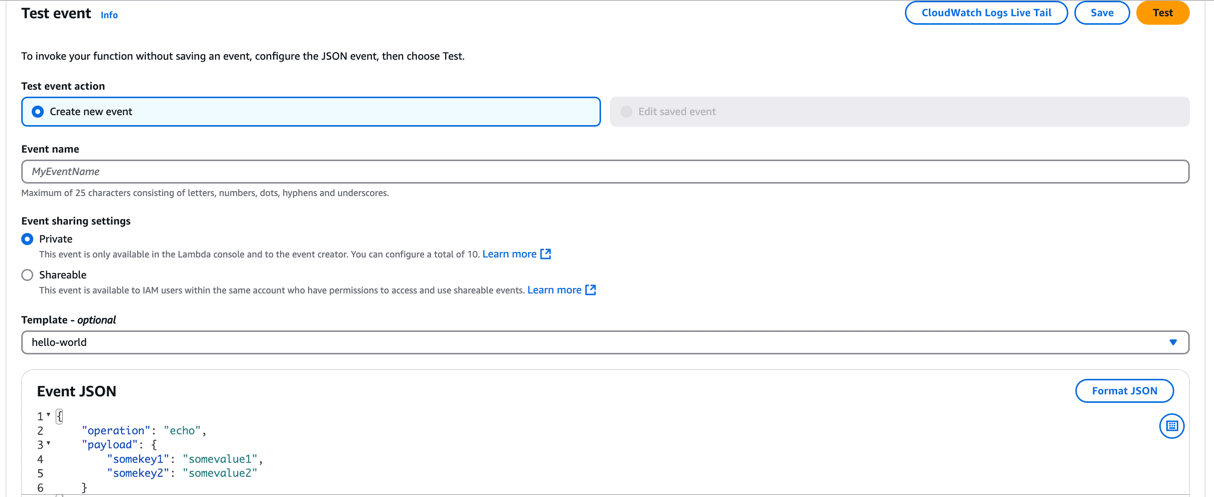 Test event Info CloudWatch Logs Live Tail Save Test
To invoke your function without saving an event, configure the JSON event, then choose Test.
Test event action
Create new event Edit saved event
Event name
MyEventName
Maximum of 25 characters consisting of letters, numbers, dots, hyphens and underscores.
Event sharing settings
Private
This event is only available in the Lambda console and to the event creator. You can configure a total of 10. Learn more
Shareable
This event is available to IAM users within the same account who have permissions to access and use shareable events. Learn more
Template - optional
hello-world
Event JSON Format JSON
1 {
2 "operation": "echo",
3 "payload": {
4 "somekey1": "somevalue1",
5 "somekey2": "somevalue2"
6 }